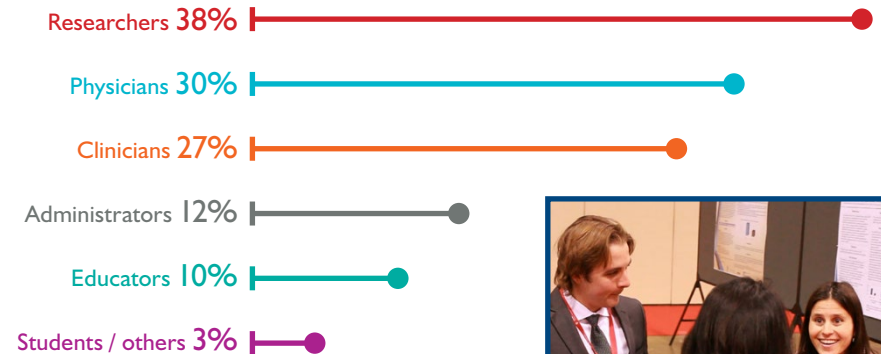 Researchers 38%
Physicians 30%
Clinicians 27%
Administrators 12%
Educators 10%
Students / others 3%